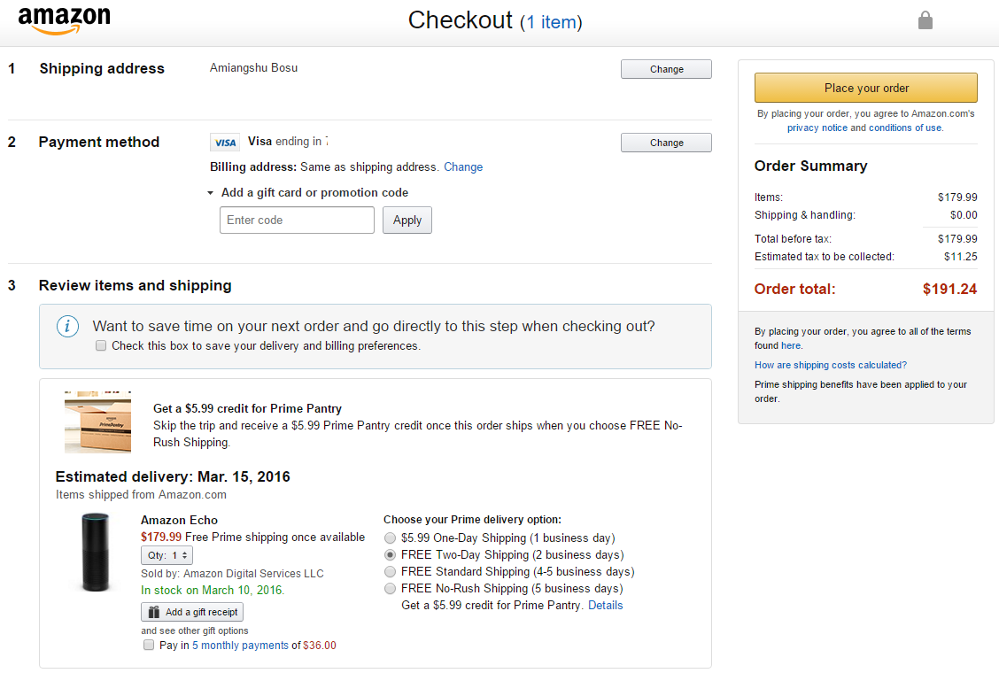 amazon
Checkout (1 item)
1 Shipping address
Amiangshu Bosu
Change
2 Payment method
VISA Visa ending in
Change
Billing address: Same as shipping address. Change
Add a gift card or promotion code
Enter code
Apply
3 Review items and shipping
Want to save time on your next order and go directly to this step when checking out?
Check this box to save your delivery and billing preferences.
Get a $5.99 credit for Prime Pantry
Skip the trip and receive a $5.99 Prime Pantry credit once this order ships when you choose FREE No-
Rush Shipping.
PrimePantry
Estimated delivery: Mar. 15, 2016
Items shipped from Amazon.com
Amazon Echo
$179.99 Free Prime shipping once available
Qty: 1
Sold by: Amazon Digital Services LLC
In stock on March 10, 2016.
Add a gift receipt
and see other gift options
Pay in 5 monthly payments of $36.00
Choose your Prime delivery option:
$5.99 One-Day Shipping (1 business day)
FREE Two-Day Shipping (2 business days)
FREE Standard Shipping (4-5 business days)
FREE No-Rush Shipping (5 business days)
Get a $5.99 credit for Prime Pantry. Details
Place your order
By placing your order, you agree to Amazon.com's
privacy notice and conditions of use.
Order Summary
Items: $179.99
Shipping & handling: $0.00
Total before tax: $179.99
Estimated tax to be collected: $11.25
Order total: $191.24
By placing your order, you agree to all of the terms
found here.
How are shipping costs calculated?
Prime shipping benefits have been applied to your
order.